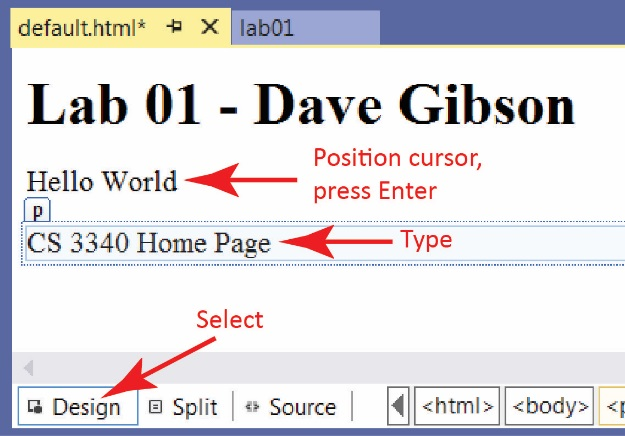 default.html* lab01
Lab 01 - Dave Gibson
Position cursor,
Hello World
press Enter
p
CS 3340 Home Page
Type
Select
Design Split Source <html> <body> <p